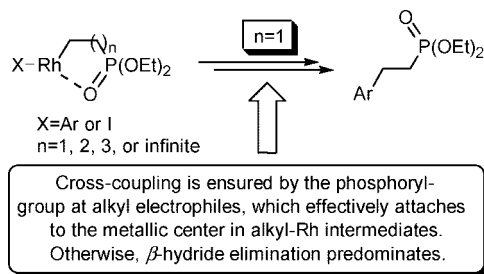 X-Rh
( )n
P(OEt)2
O
n=1
O
P(OEt)2
Ar
X=Ar or I
n=1, 2, 3, or infinite
Cross-coupling is ensured by the phosphoryl-
group at alkyl electrophiles, which effectively attaches
to the metallic center in alkyl-Rh intermediates.
Otherwise, β-hydride elimination predominates.